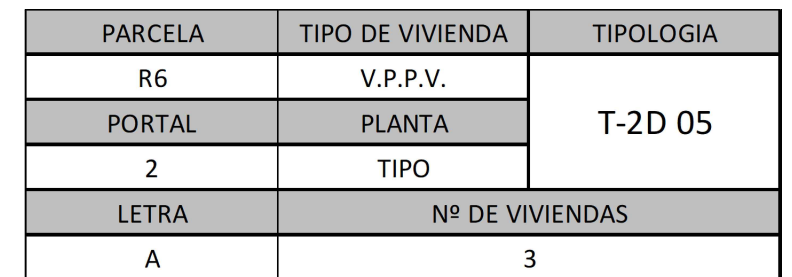 PARCELA TIPO DE VIVIENDA TIPOLOGIA
R6 V.P.P.V.
PORTAL PLANTA T-2D 05
2 TIPO
LETRA Nº DE VIVIENDAS
A 3